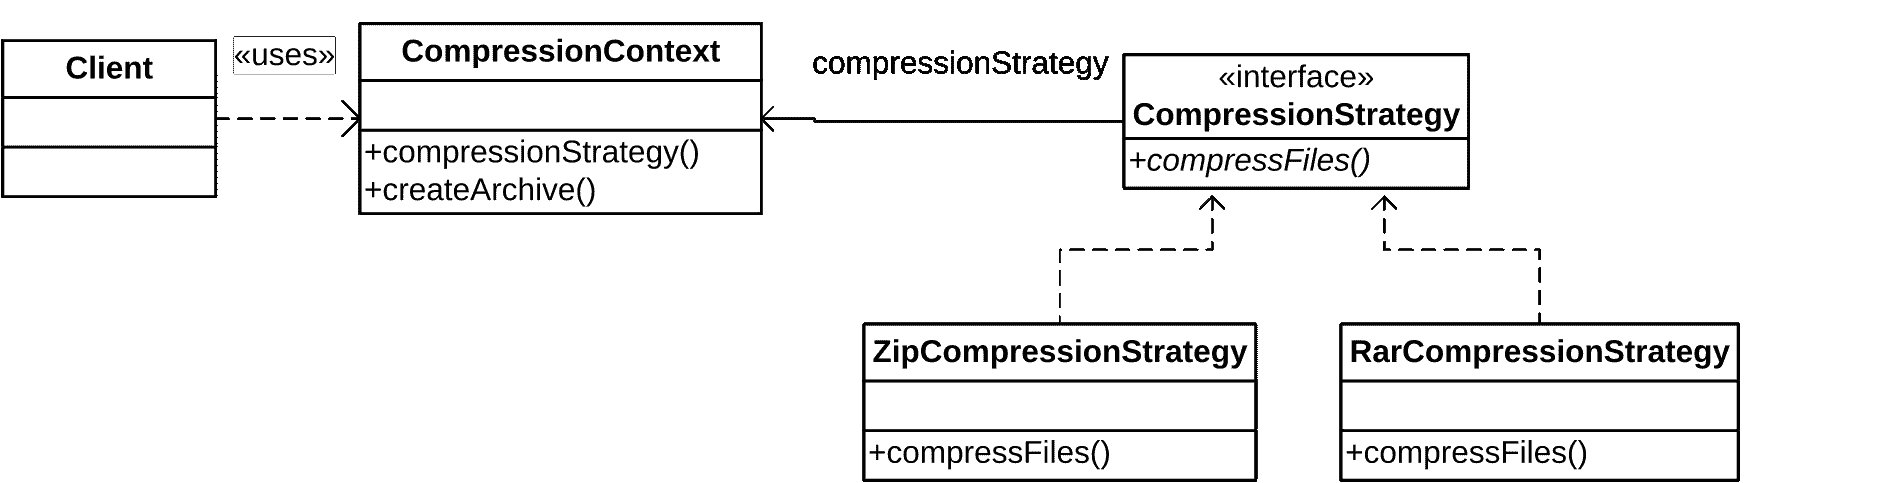 Client
«uses»
CompressionContext
+compressionStrategy()
+createArchive()
compressionStrategy
«interface»
CompressionStrategy
+compressFiles()
ZipCompressionStrategy
+compressFiles()
RarCompressionStrategy
+compressFiles()